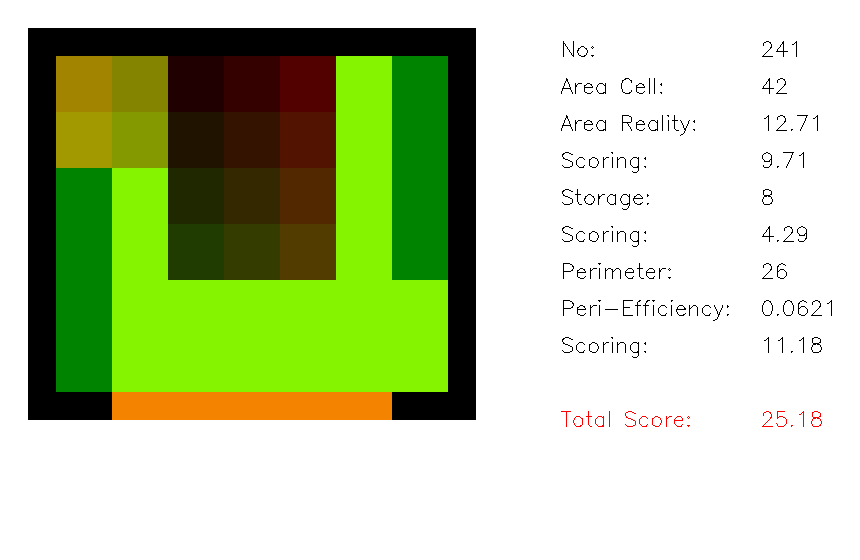 No: 241
Area Cell: 42
Area Reality: 12.71
Scoring: 9.71
Storage: 8
Scoring: 4.29
Perimeter: 26
Peri-Efficiency: 0.0621
Scoring: 11.18
Total Score: 25.18